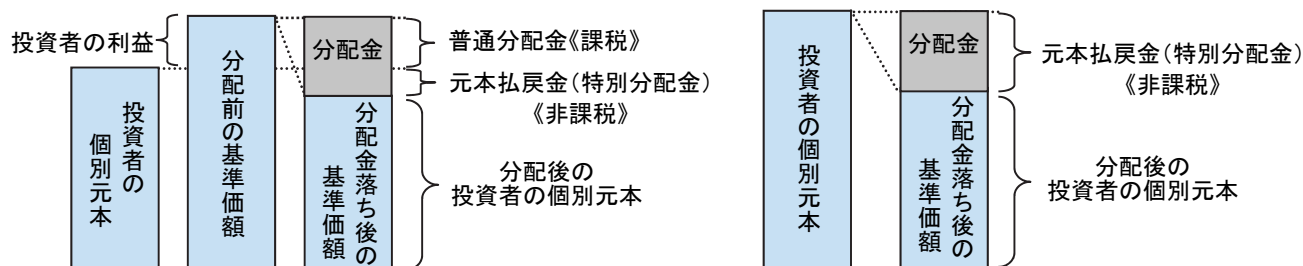 投資者の利益
投資者の
個別元本
分配前の基準価額
分配金
分配金落ち後の
基準価額
普通分配金《課税》
元本払戻金(特別分配金)
《非課税》
分配後の
投資者の個別元本
投資者の個別元本
分配金
分配金落ち後の
基準価額
元本払戻金(特別分配金)
《非課税》
分配後の
投資者の個別元本